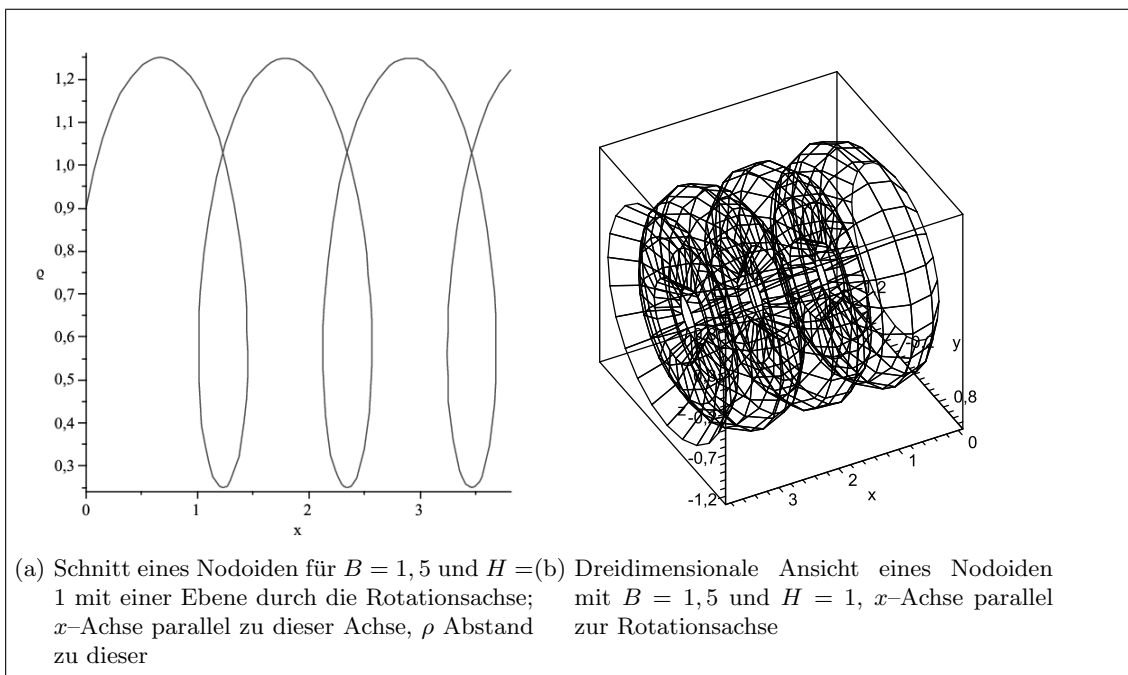 1,2
1,1
1,0
0,9
0,8
0,7
ϱ
0,6
0,5
0,4
0,3
0 1 2 3
x
y
0,8
z
-0,7
-1,2
3 2 1 0
x
(a) Schnitt eines Nodoiden für B = 1, 5 und H =
1 mit einer Ebene durch die Rotationsachse;
x–Achse parallel zu dieser Achse, ρ Abstand
zu dieser
(b) Dreidimensionale Ansicht eines Nodoiden
mit B = 1, 5 und H = 1, x–Achse parallel
zur Rotationsachse